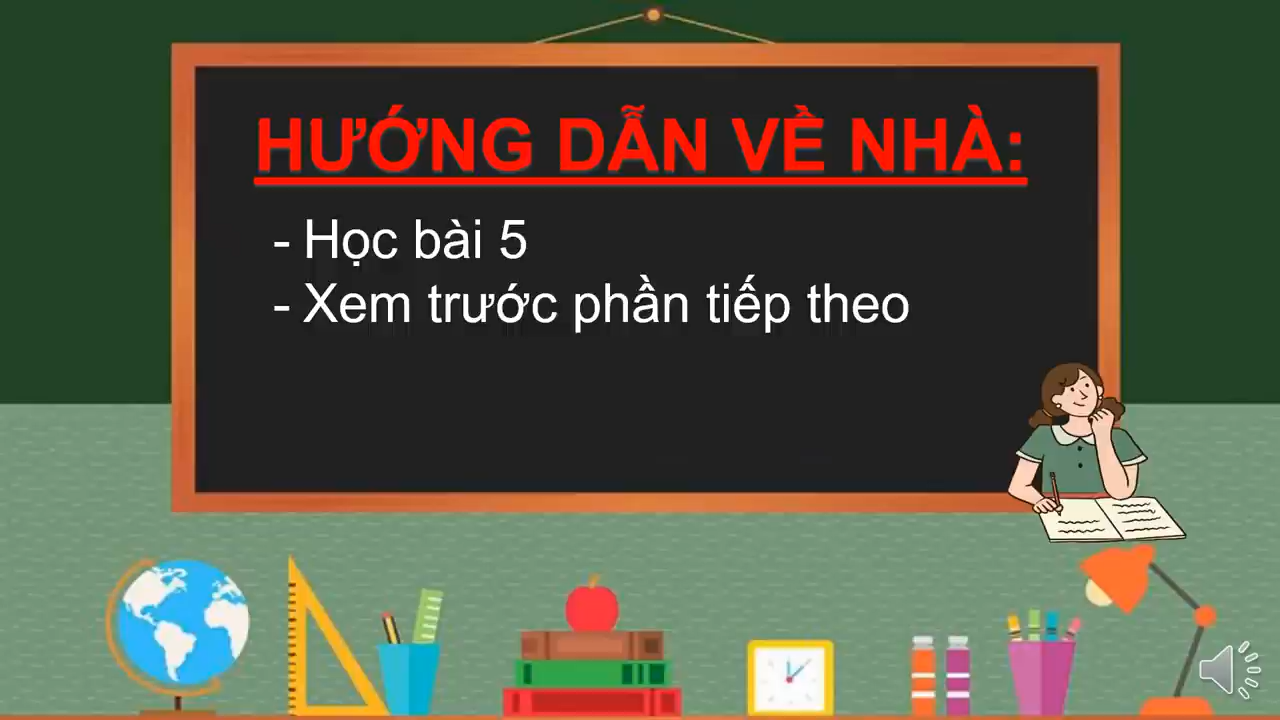 HƯỚNG DẪN VỀ NHÀ:
- Học bài 5
- Xem trước phần tiếp theo